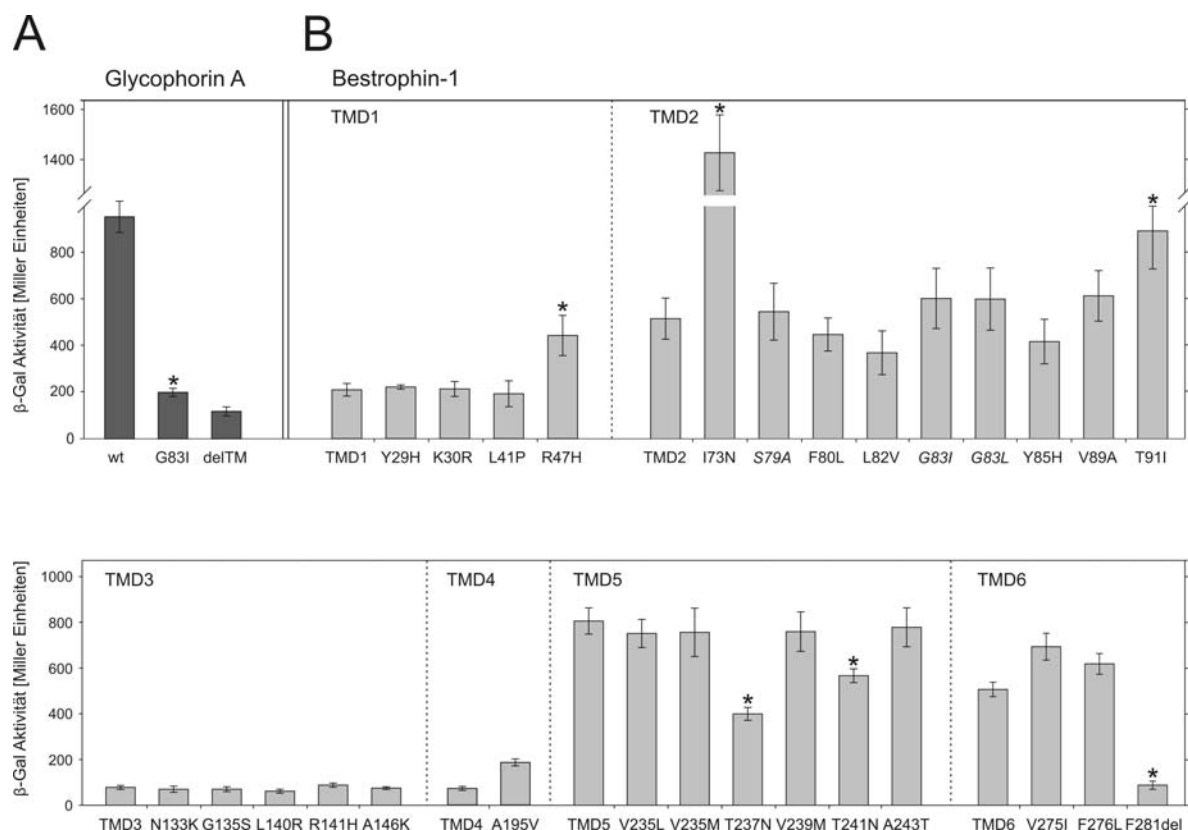 A
B
Glycophorin A
Bestrophin-1
β-Gal Aktivität [Miller Einheiten]
1600
1400
800
600
400
200
0
TMD1
TMD2
*
*
*
*
wt G83I delTM
TMD1 Y29H K30R L41P R47H
TMD2 I73N S79A F80L L82V G83I G83L Y85H V89A T91I
β-Gal Aktivität [Miller Einheiten]
1000
800
600
400
200
0
TMD3
TMD4
TMD5
TMD6
*
*
*
TMD3 N133K G135S L140R R141H A146K
TMD4 A195V
TMD5 V235L V235M T237N V239M T241N A243T
TMD6 V275I F276L F281del